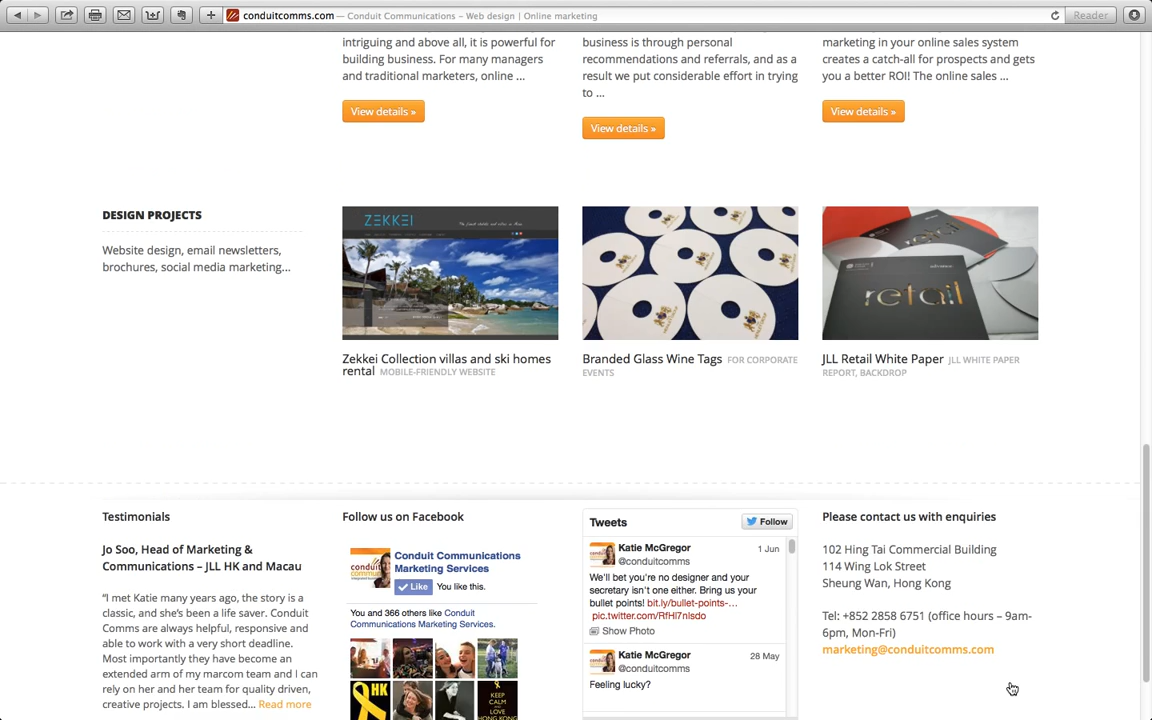 conduitcomms.com — Conduit Communications – Web design | Online marketing
Reader
intriguing and above all, it is powerful for
building business. For many managers
and traditional marketers, online ...
View details »
business is through personal
recommendations and referrals, and as a
result we put considerable effort in trying
to ...
View details »
marketing in your online sales system
creates a catch-all for prospects and gets
you a better ROI! The online sales ...
View details »
DESIGN PROJECTS
Website design, email newsletters,
brochures, social media marketing...
ZEKKEI
Zekkei Collection villas and ski homes
rental MOBILE-FRIENDLY WEBSITE
Branded Glass Wine Tags FOR CORPORATE
EVENTS
retail
retail
JLL Retail White Paper JLL WHITE PAPER
REPORT, BACKDROP
Testimonials
Jo Soo, Head of Marketing &
Communications – JLL HK and Macau
“I met Katie many years ago, the story is a
classic, and she's been a life saver. Conduit
Comms are always helpful, responsive and
able to work with a very short deadline.
Most importantly they have become an
extended arm of my marcom team and I can
rely on her and her team for quality driven,
creative projects. I am blessed... Read more
Follow us on Facebook
Conduit Communications
Marketing Services
Like You like this.
You and 366 others like Conduit
Communications Marketing Services.
HK
KEEP
CALM
AND
LOVE
HONG KONG
Tweets
Follow
Katie McGregor 1 Jun
@conduitcomms
We'll bet you're no designer and your
secretary isn't one either. Bring us your
bullet points! bit.ly/bullet-points-...
pic.twitter.com/RfHl7nlsdo
Show Photo
Katie McGregor 28 May
@conduitcomms
Feeling lucky?
Please contact us with enquiries
102 Hing Tai Commercial Building
114 Wing Lok Street
Sheung Wan, Hong Kong
Tel: +852 2858 6751 (office hours – 9am-
6pm, Mon-Fri)
marketing@conduitcomms.com